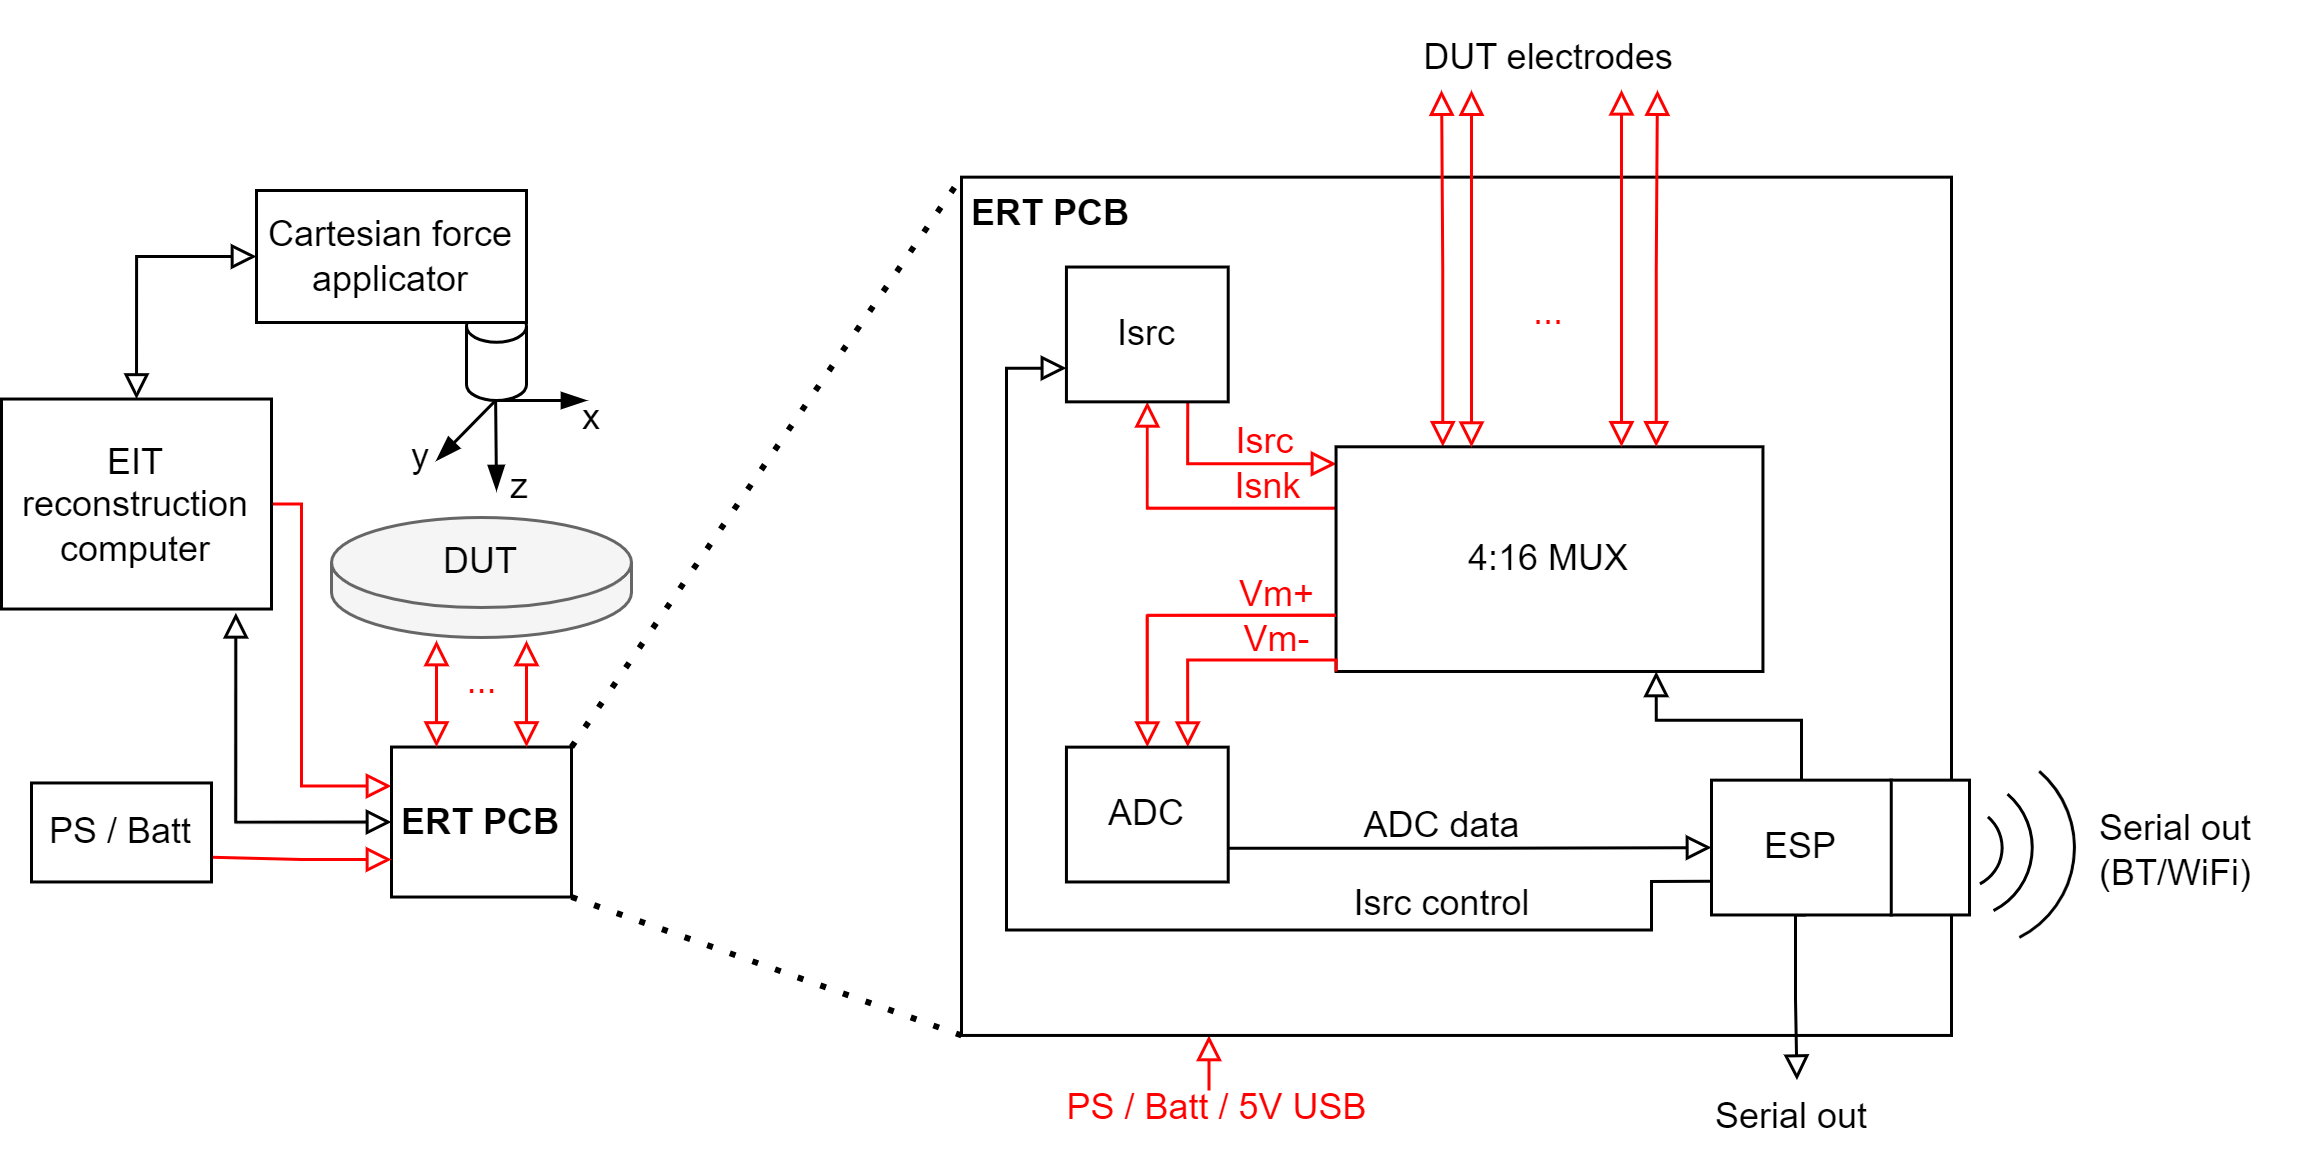 Cartesian force
applicator
x
y
z
EIT
reconstruction
computer
DUT
...
PS / Batt
ERT PCB
DUT electrodes
ERT PCB
...
Isrc
Isrc
Isnk
4:16 MUX
Vm+
Vm-
ADC
ADC data
ESP
Isrc control
Serial out
(BT/WiFi)
PS / Batt / 5V USB
Serial out